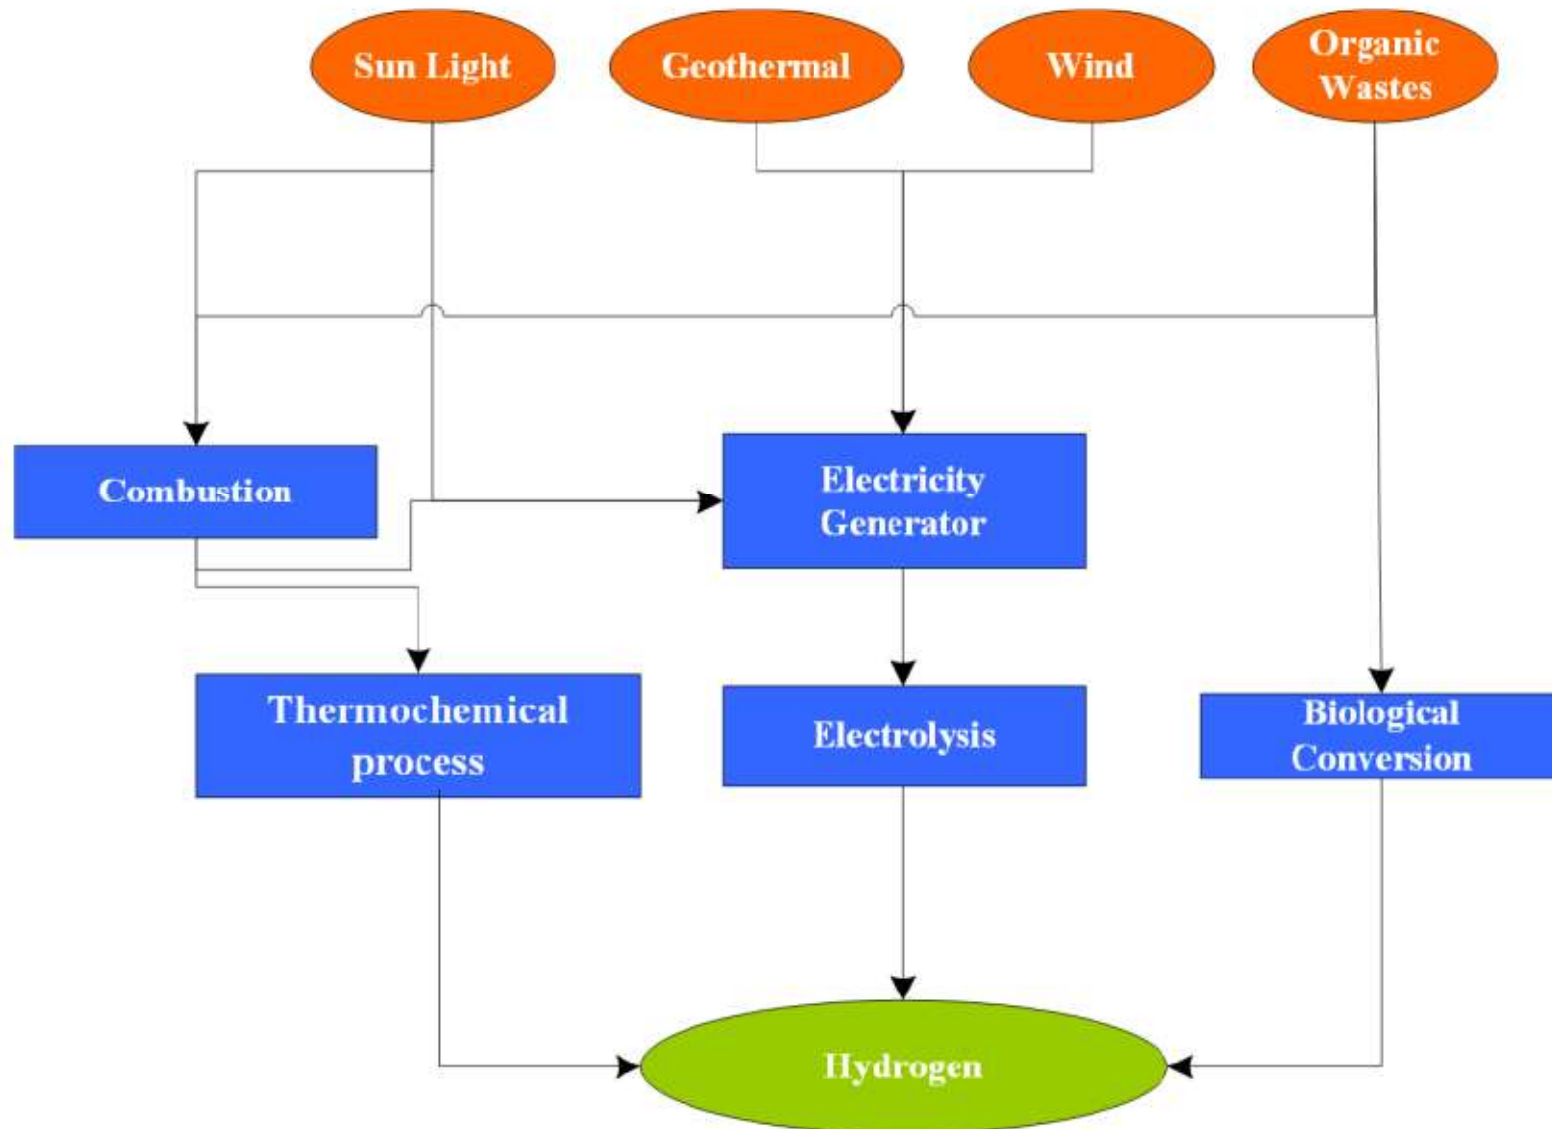 Sun Light
Geothermal
Wind
Organic
Wastes
Combustion
Electricity
Generator
Thermochemical
process
Electrolysis
Biological
Conversion
Hydrogen